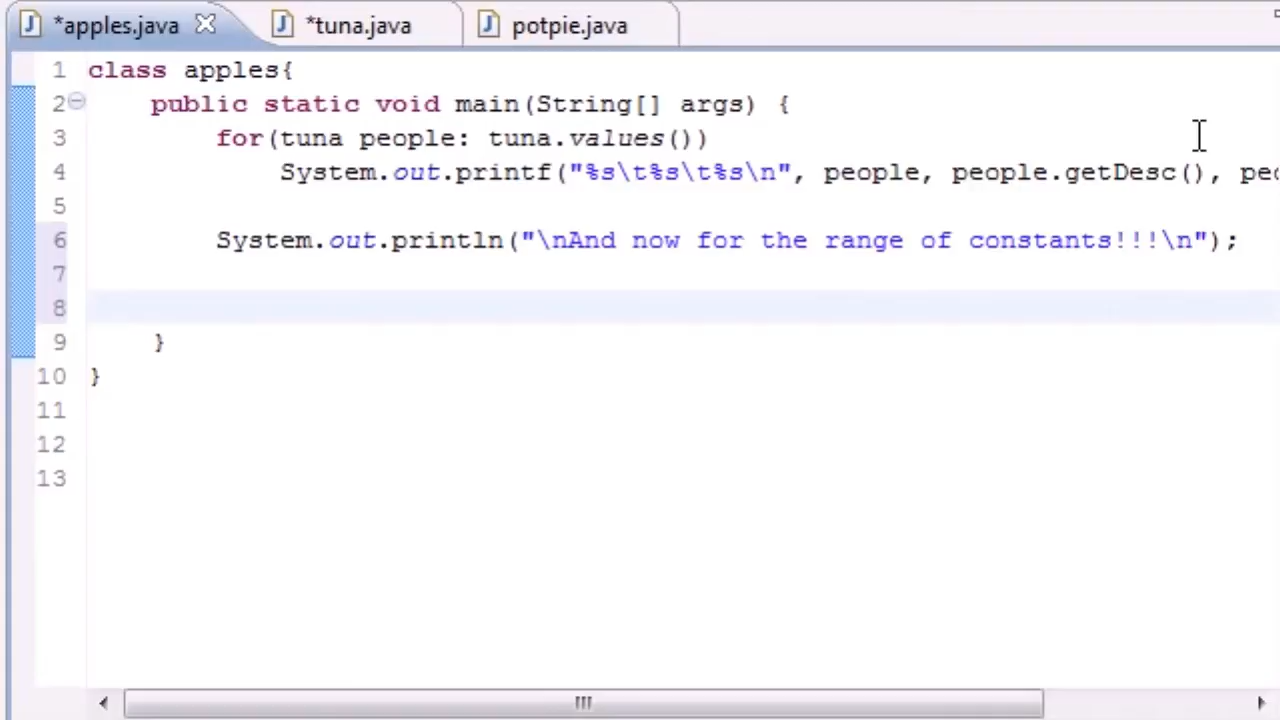 *apples.java *tuna.java potpie.java
1 class apples{
2 public static void main(String[] args) {
3 for(tuna people: tuna.values())
4 System.out.printf("%s\t%s\t%s\n", people, people.getDesc(),
5
6 System.out.println("\nAnd now for the range of constants!!!\n");
7
8
9 }
10 }
11
12
13